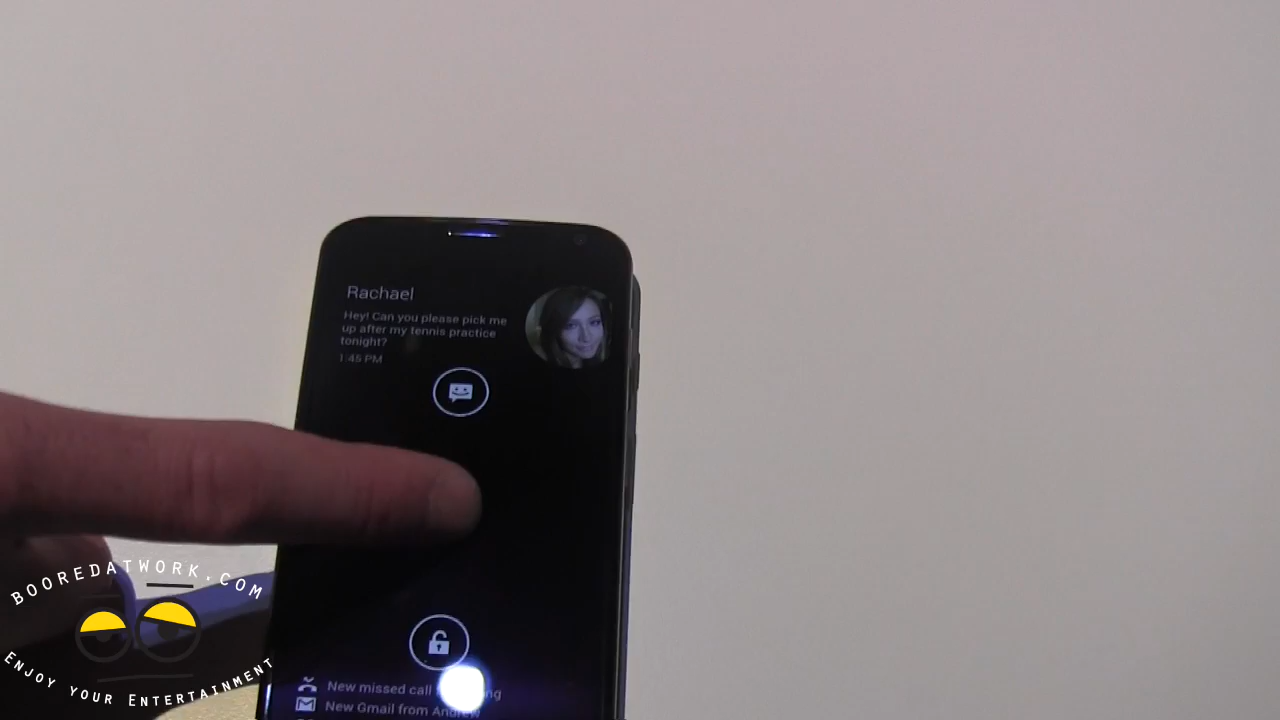 Rachael
Hey! Can you please pick me
up after my tennis practice
tonight?
1:45 PM
New missed call
New Gmail from Andrew
BOOREDATWORK.COM
ENJOY YOUR ENTERTAINMENT